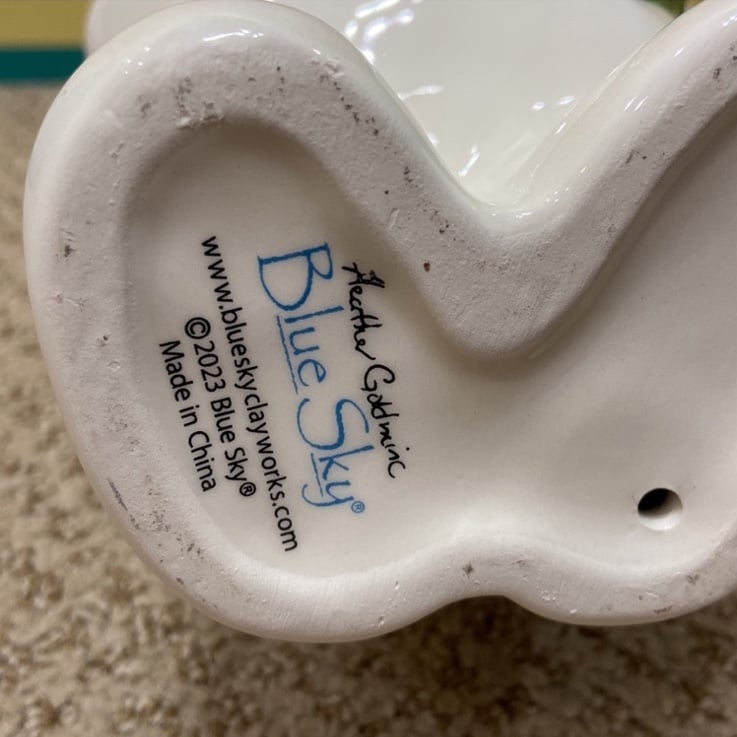 Heather Goldminc
Blue Sky®
www.blueskyclayworks.com
©2023 Blue Sky®
Made in China